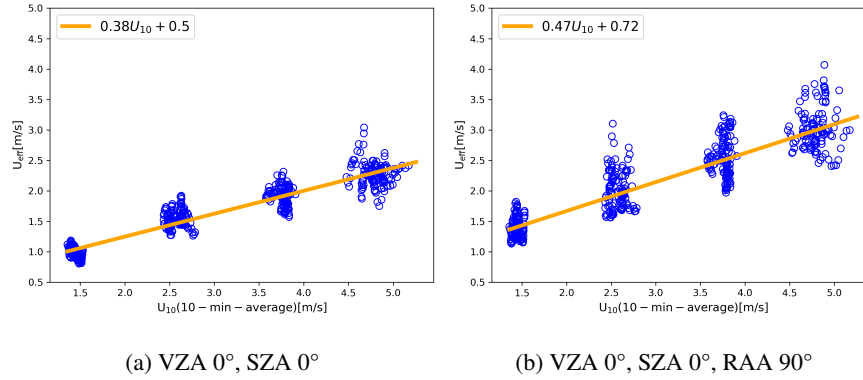 0.38U₁₀ + 0.5
5.0
4.5
4.0
3.5
3.0
2.5
2.0
1.5
1.0
0.5
U_eff[m/s]
1.5 2.0 2.5 3.0 3.5 4.0 4.5 5.0
U₁₀(10 − min − average)[m/s]
(a) VZA 0°, SZA 0°
0.47U₁₀ + 0.72
5.0
4.5
4.0
3.5
3.0
2.5
2.0
1.5
1.0
0.5
U_eff[m/s]
1.5 2.0 2.5 3.0 3.5 4.0 4.5 5.0
U₁₀(10 − min − average)[m/s]
(b) VZA 0°, SZA 0°, RAA 90°